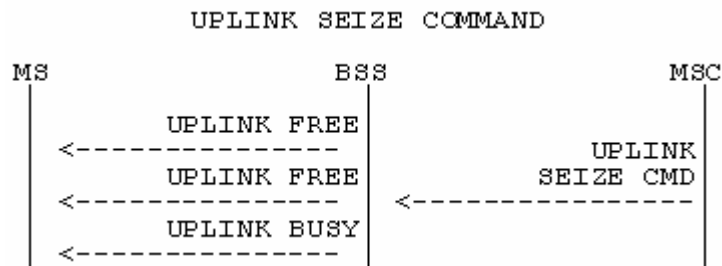 UPLINK SEIZE COMMAND
MS BSS MSC
UPLINK FREE
UPLINK
UPLINK FREE SEIZE CMD
UPLINK BUSY